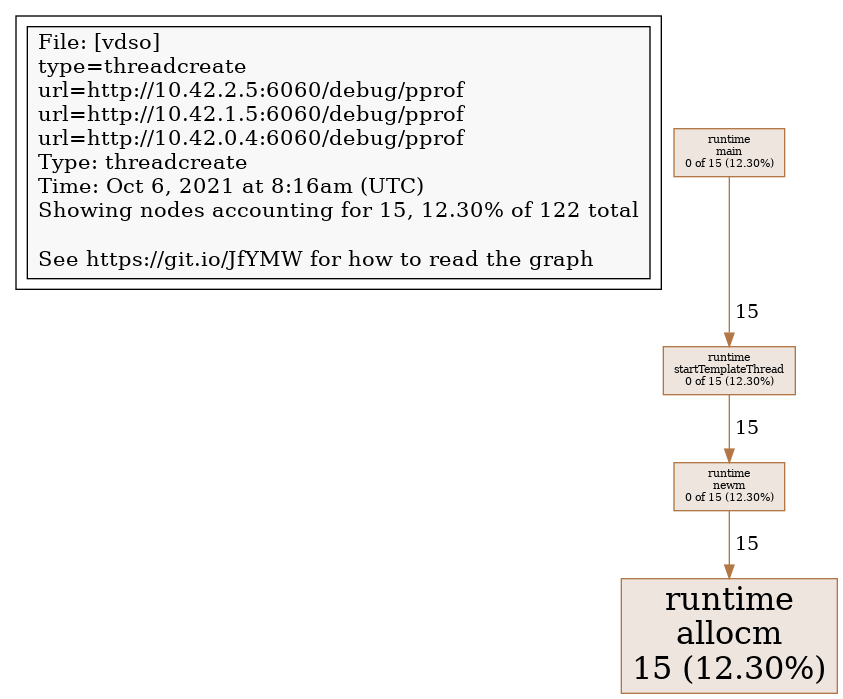 File: [vdso]
type=threadcreate
url=http://10.42.2.5:6060/debug/pprof
url=http://10.42.1.5:6060/debug/pprof
url=http://10.42.0.4:6060/debug/pprof
Type: threadcreate
Time: Oct 6, 2021 at 8:16am (UTC)
Showing nodes accounting for 15, 12.30% of 122 total
See https://git.io/JfYMW for how to read the graph
runtime
main
0 of 15 (12.30%)
15
runtime
startTemplateThread
0 of 15 (12.30%)
15
runtime
newm
0 of 15 (12.30%)
15
runtime
allocm
15 (12.30%)